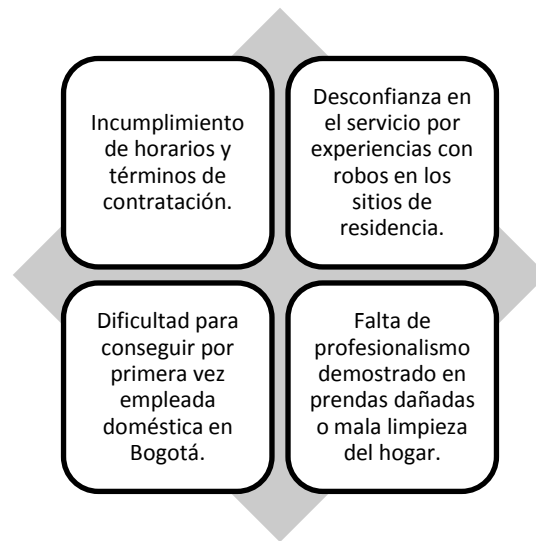 Incumplimiento
de horarios y
términos de
contratación.
Desconfianza en
el servicio por
experiencias con
robos en los
sitios de
residencia.
Dificultad para
conseguir por
primera vez
empleada
doméstica en
Bogotá.
Falta de
profesionalismo
demostrado en
prendas dañadas
o mala limpieza
del hogar.